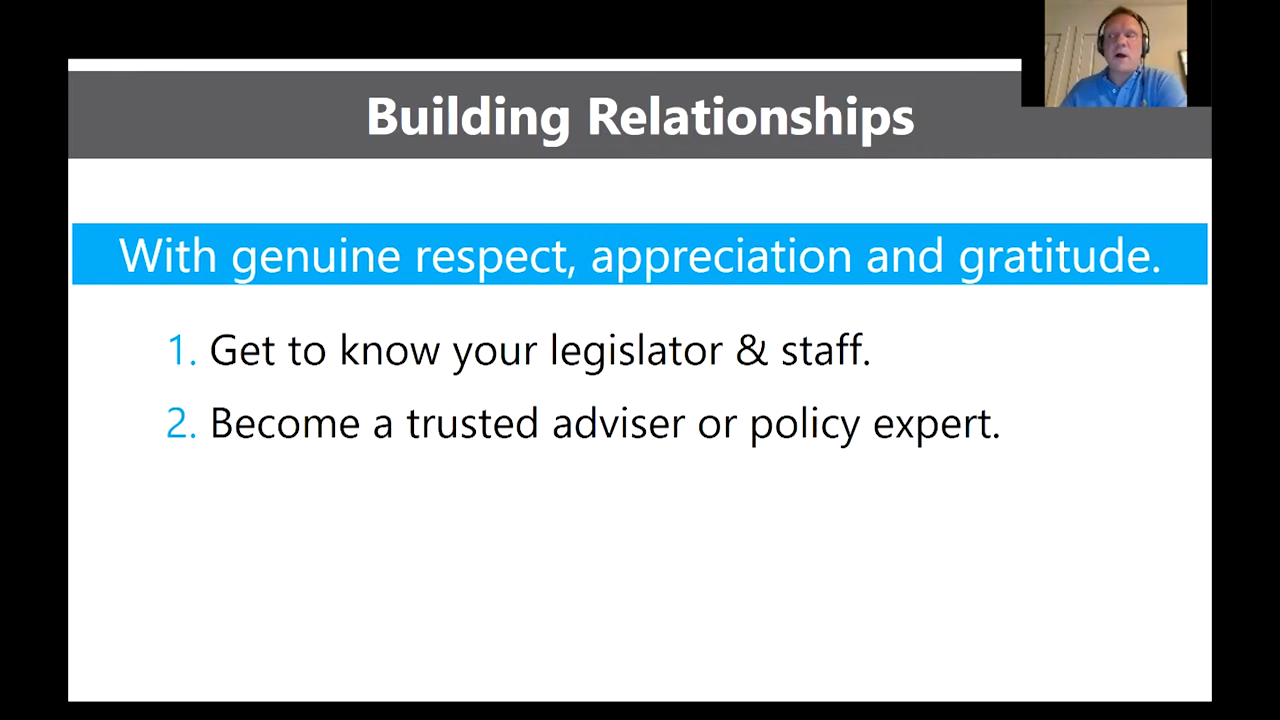 Building Relationships
With genuine respect, appreciation and gratitude.
1. Get to know your legislator & staff.
2. Become a trusted adviser or policy expert.